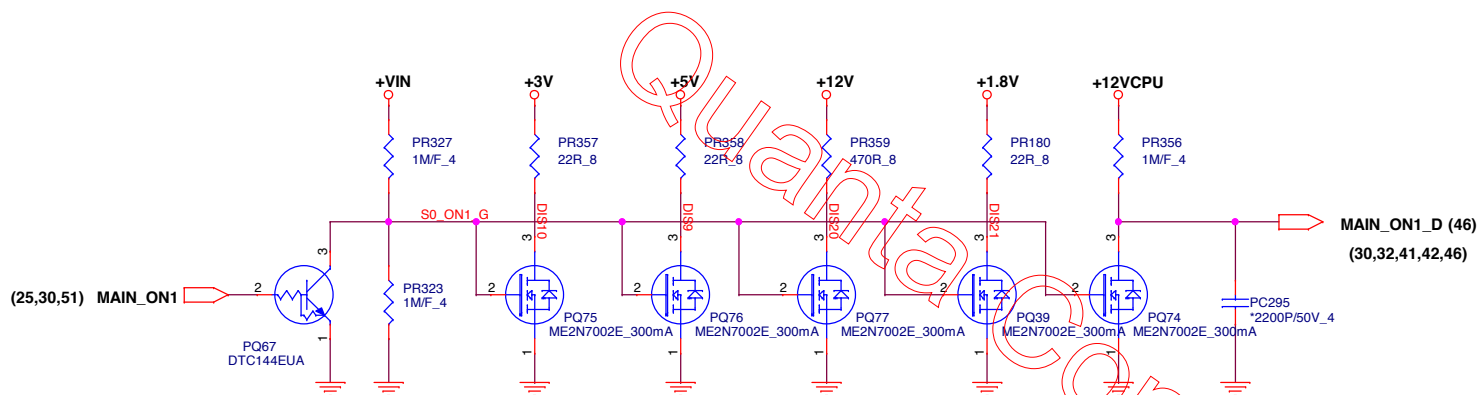 +VIN
+3V
+5V
+12V
+1.8V
+12VCPU
PR327
1M/F_4
PR357
22R_8
PR358
22R_8
PR359
470R_8
PR180
22R_8
PR356
1M/F_4
S0_ON1_G
DIS10
DIS9
DIS20
DIS21
3
3
3
3
3
3
MAIN_ON1_D (46)
(30,32,41,42,46)
(25,30,51) MAIN_ON1
2
2
2
2
2
2
PR323
1M/F_4
PQ75
ME2N7002E_300mA
PQ76
ME2N7002E_300mA
PQ77
ME2N7002E_300mA
PQ39
ME2N7002E_300mA
PQ74
ME2N7002E_300mA
PC295
*2200P/50V_4
1
1
1
1
1
1
PQ67
DTC144EUA
Quanta Co